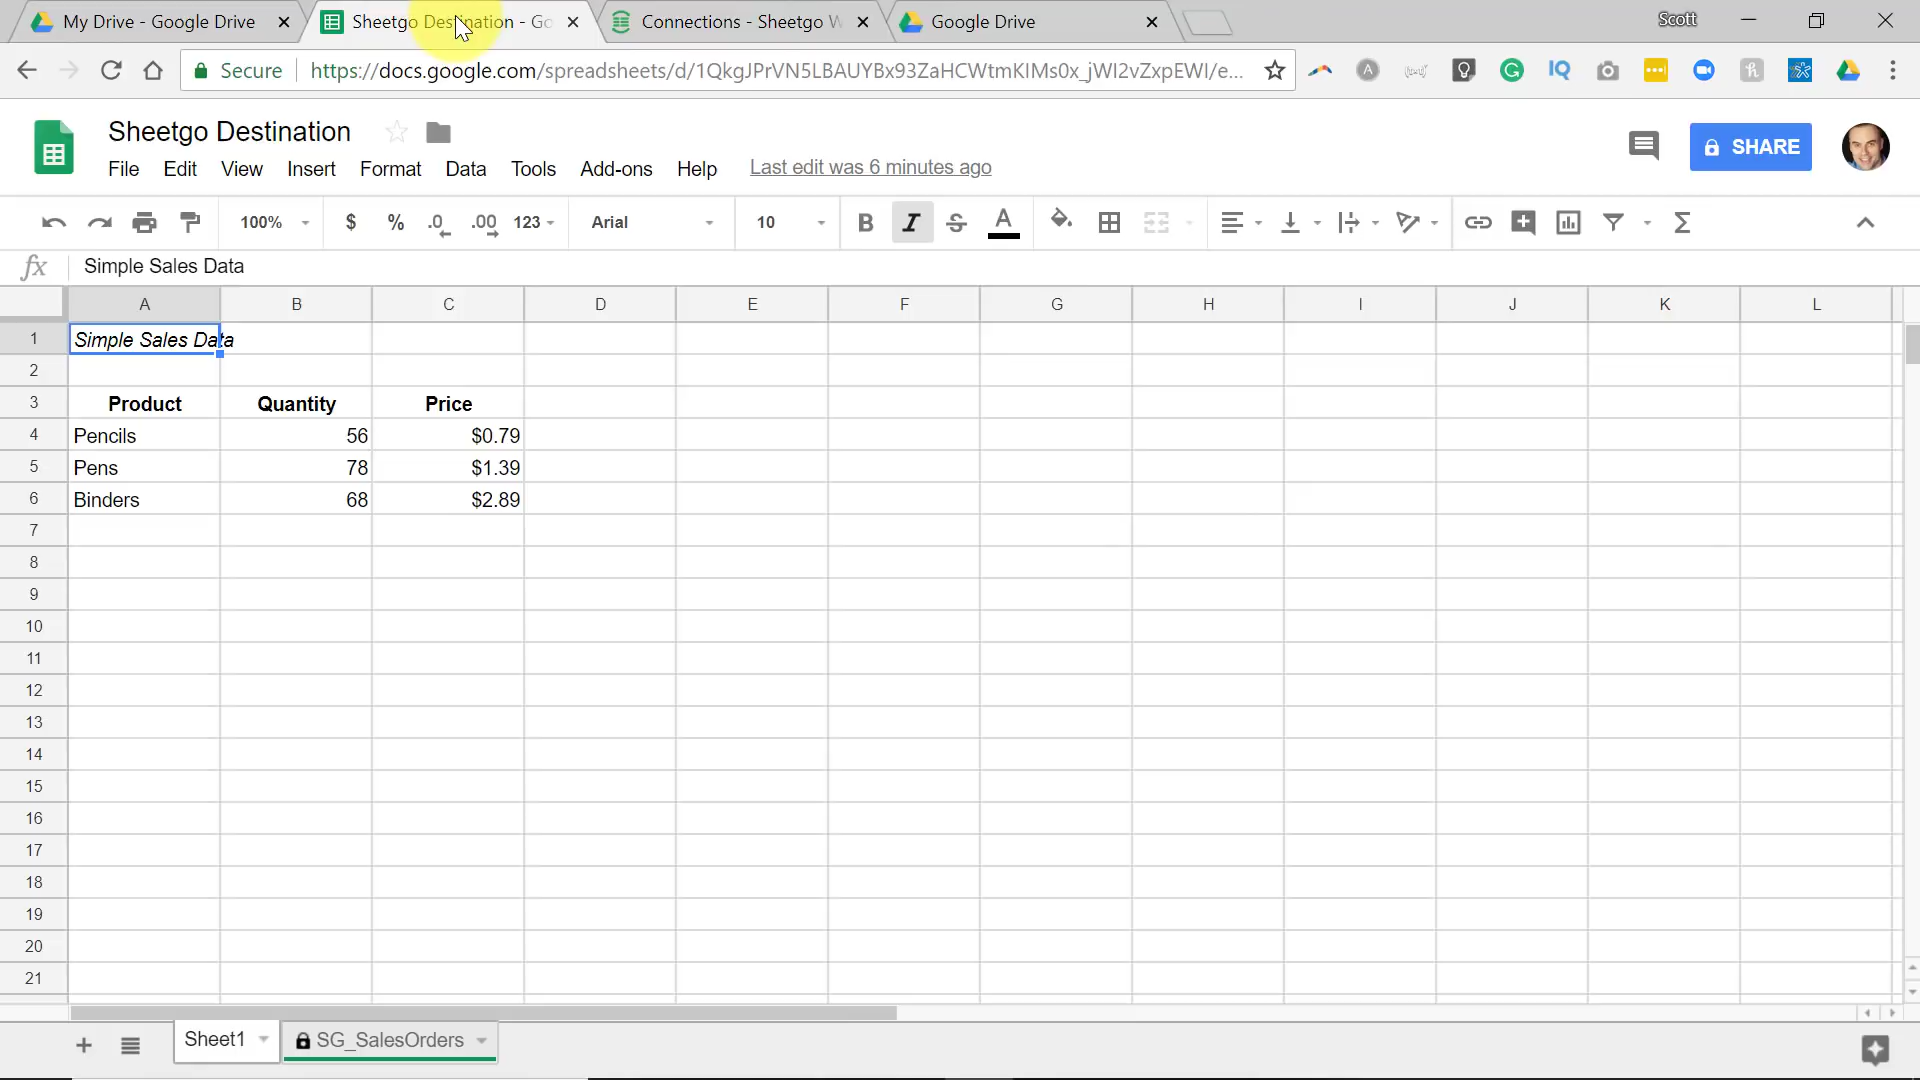 My Drive - Google Drive
Sheetgo Destination - Go
Connections - Sheetgo W
Google Drive
Scott
Secure
https://docs.google.com/spreadsheets/d/1QkgJPrVN5LBAUYBx93ZaHCWtmKIMs0x_jWI2vZxpEWI/e...
Sheetgo Destination
SHARE
File Edit View Insert Format Data Tools Add-ons Help Last edit was 6 minutes ago
100% $ % .0 .00 123 Arial 10 B I S A
fx Simple Sales Data
A B C D E F G H I J K L
1 Simple Sales Data
2
3 Product Quantity Price
4 Pencils 56 $0.79
5 Pens 78 $1.39
6 Binders 68 $2.89
7
8
9
10
11
12
13
14
15
16
17
18
19
20
21
Sheet1 SG_SalesOrders